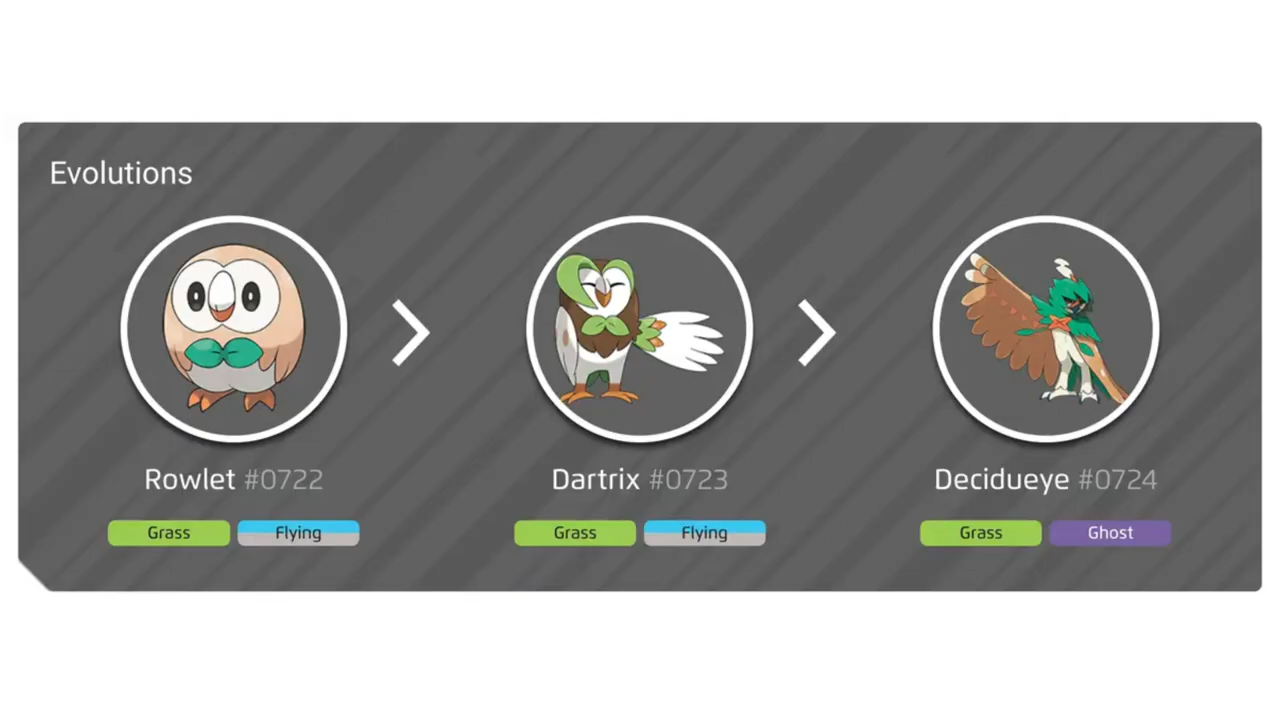 Evolutions
Rowlet #0722
Dartrix #0723
Decidueye #0724
Grass Flying
Grass Flying
Grass Ghost